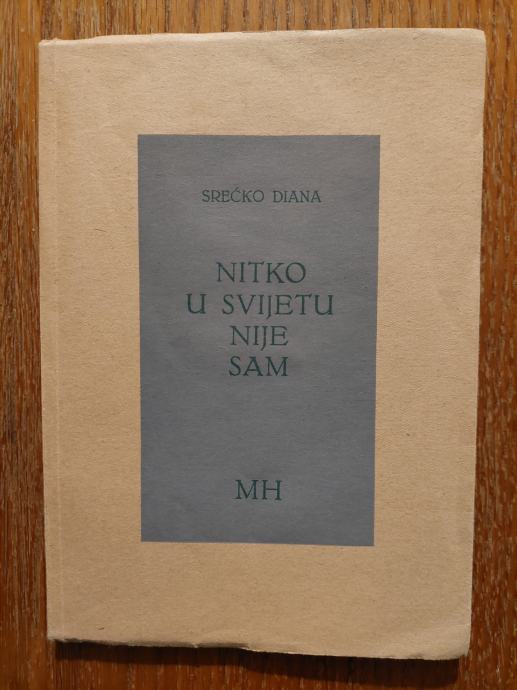 SREĆKO DIANA
NITKO
U SVIJETU
NIJE
SAM
MH